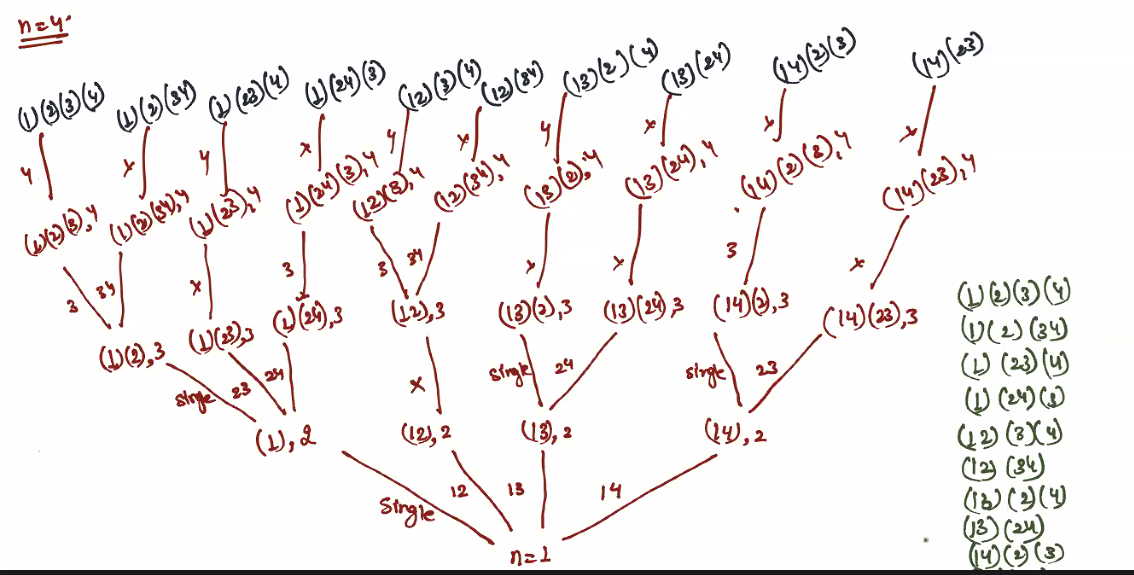 n=4
(1)(2)(3)(4) (1)(2)(34) (1)(23)(4) (1)(24)(3) (12)(3)(4) (12)(34) (13)(2)(4) (13)(24) (14)(2)(3) (14)(23)
4 x 4 x 4 x 4 x x x
(1)(2)(3),4 (1)(2)(34),4 (1)(23),4 (1)(24)(3),4 (12)(3),4 (12)(34),4 (13)(2),4 (13)(24),4 (14)(2)(3),4 (14)(23),4
3 34 x 3 3 34 x x 3 x
(1)(2),3 (1)(23),3 (1)(24),3 (12),3 (13)(2),3 (13)(24),3 (14)(2),3 (14)(23),3
single 23 24 x single 24 single 23
(1),2 (12),2 (13),2 (14),2
Single 12 13 14
n=1
(1)(2)(3)(4)
(1)(2)(34)
(1)(23)(4)
(1)(24)(3)
(12)(3)(4)
(12)(34)
(13)(2)(4)
(13)(24)
(14)(2)(3)